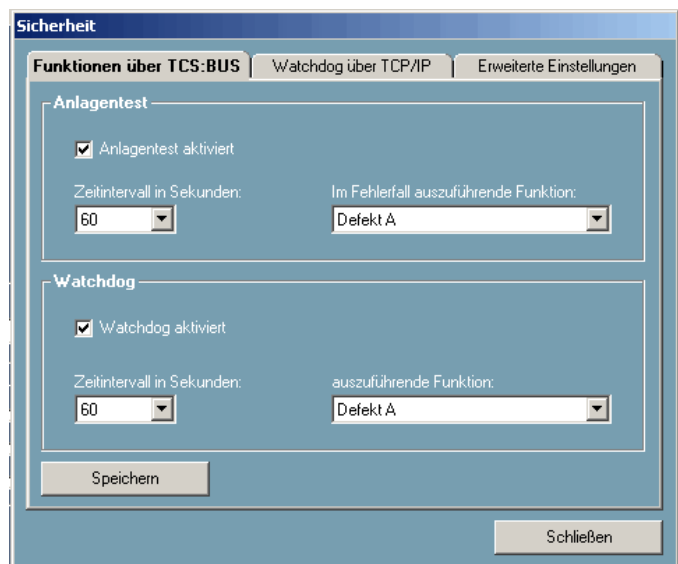 Sicherheit
Funktionen über TCS:BUS
Watchdog über TCP/IP
Erweiterte Einstellungen
Anlagentest
Anlagentest aktiviert
Zeitintervall in Sekunden:
Im Fehlerfall auszuführende Funktion:
60
Defekt A
Watchdog
Watchdog aktiviert
Zeitintervall in Sekunden:
auszuführende Funktion:
60
Defekt A
Speichern
Schließen